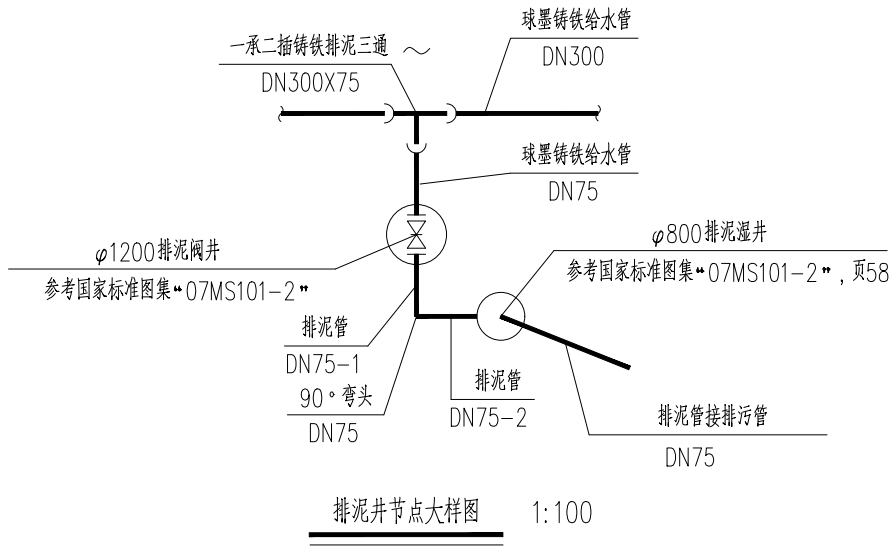 球墨铸铁给水管
DN300
一承二插铸铁排泥三通
DN300X75
球墨铸铁给水管
DN75
φ1200排泥阀井
参考国家标准图集“07MS101-2”
φ800排泥湿井
参考国家标准图集“07MS101-2”，页58
排泥管
DN75-1
90°弯头
DN75
排泥管
DN75-2
排泥管接排污管
DN75
排泥井节点大样图 1:100